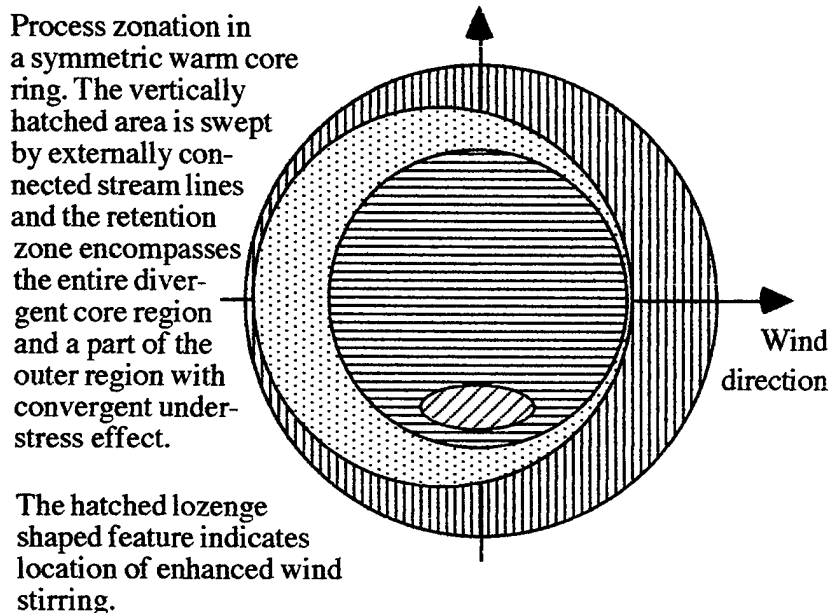 Process zonation in
a symmetric warm core
ring. The vertically
hatched area is swept
by externally con-
nected stream lines
and the retention
zone encompasses
the entire diver-
gent core region
and a part of the
outer region with
convergent under-
stress effect.
Wind
direction
The hatched lozenge
shaped feature indicates
location of enhanced wind
stirring.